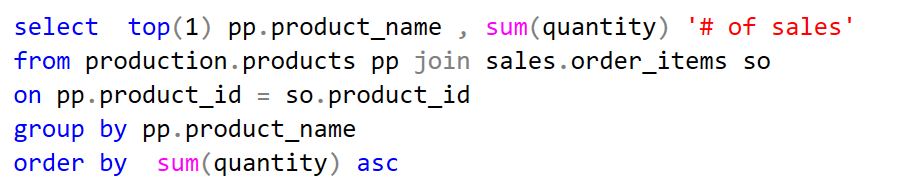 select  top(1) pp.product_name , sum(quantity) '# of sales'
from production.products pp join sales.order_items so
on pp.product_id = so.product_id
group by pp.product_name
order by  sum(quantity) asc